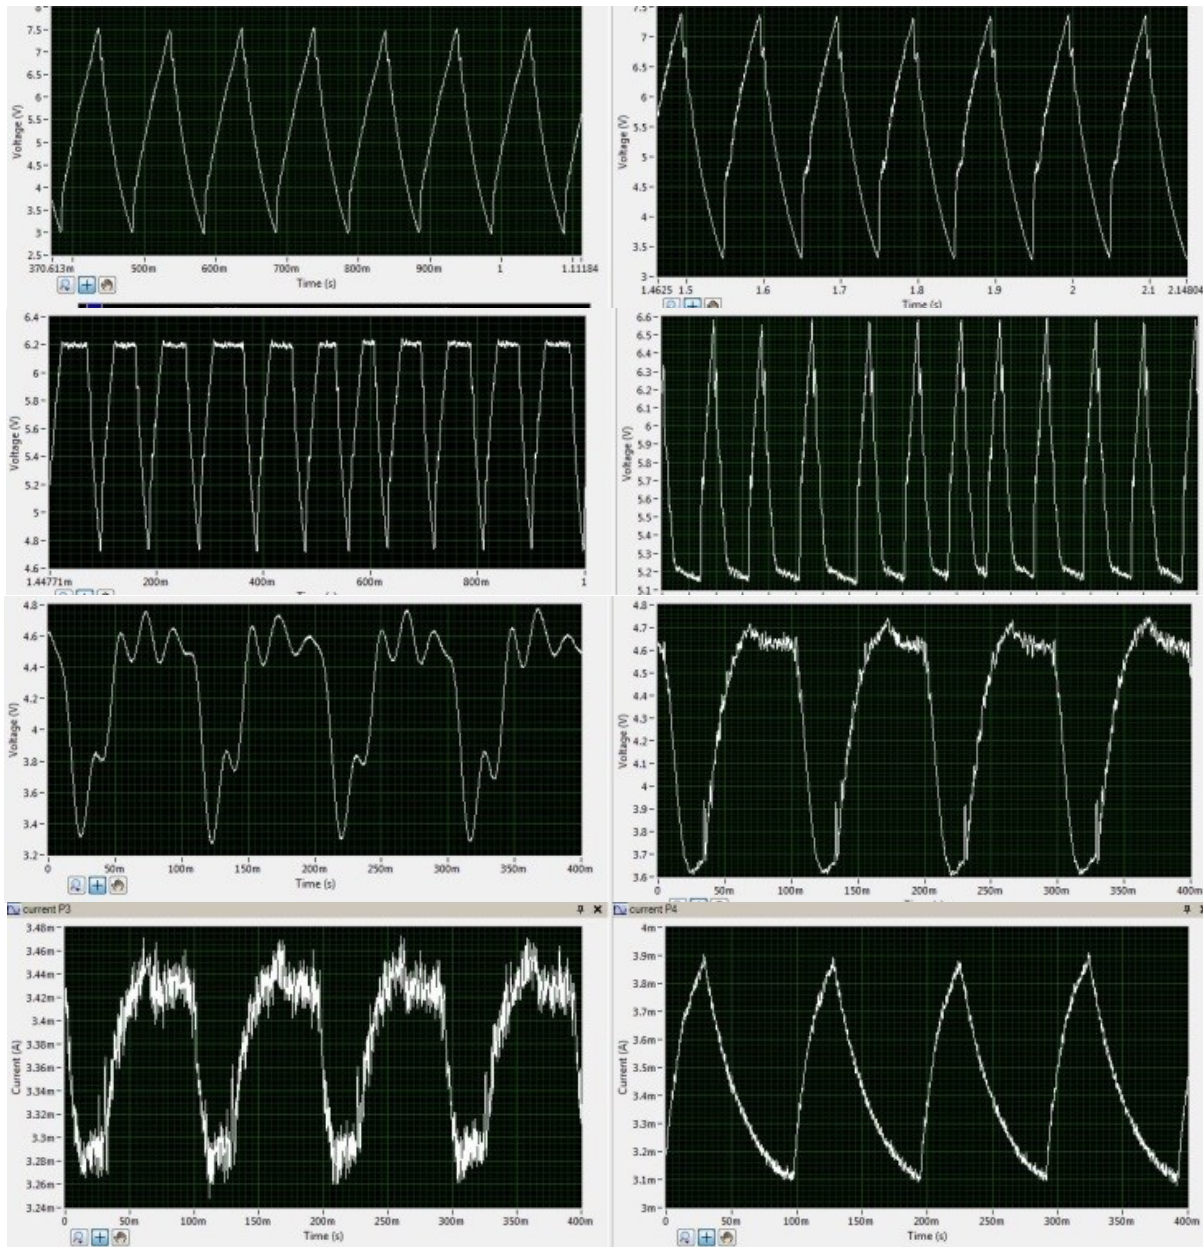 8
7.5
7
6.5
6
5.5
5
4.5
4
3.5
3
2.5
Voltage (V)
370.613m 500m 600m 700m 800m 900m 1 1.11184
Time (s)
7.5
7
6.5
6
5.5
5
4.5
4
3.5
3
Voltage (V)
1.4625 1.5 1.6 1.7 1.8 1.9 2 2.1 2.14804
Time (s)
6.4
6.2
6
5.8
5.6
5.4
5.2
5
4.8
4.6
Voltage (V)
1.44771m 200m 400m 600m 800m 1
Time (s)
6.6
6.5
6.4
6.3
6.2
6.1
6
5.9
5.8
5.7
5.6
5.5
5.4
5.3
5.2
5.1
Voltage (V)
4.8
4.6
4.4
4.2
4
3.8
3.6
3.4
3.2
Voltage (V)
0 50m 100m 150m 200m 250m 300m 350m 400m
Time (s)
4.8
4.7
4.6
4.5
4.4
4.3
4.2
4.1
4
3.9
3.8
3.7
3.6
Voltage (V)
0 50m 100m 150m 200m 250m 300m 350m 400m
Time (s)
current P3
3.48m
3.46m
3.44m
3.42m
3.4m
3.38m
3.36m
3.34m
3.32m
3.3m
3.28m
3.26m
3.24m
Current (A)
0 50m 100m 150m 200m 250m 300m 350m 400m
Time (s)
current P4
4m
3.9m
3.8m
3.7m
3.6m
3.5m
3.4m
3.3m
3.2m
3.1m
3m
Current (A)
0 50m 100m 150m 200m 250m 300m 350m 400m
Time (s)